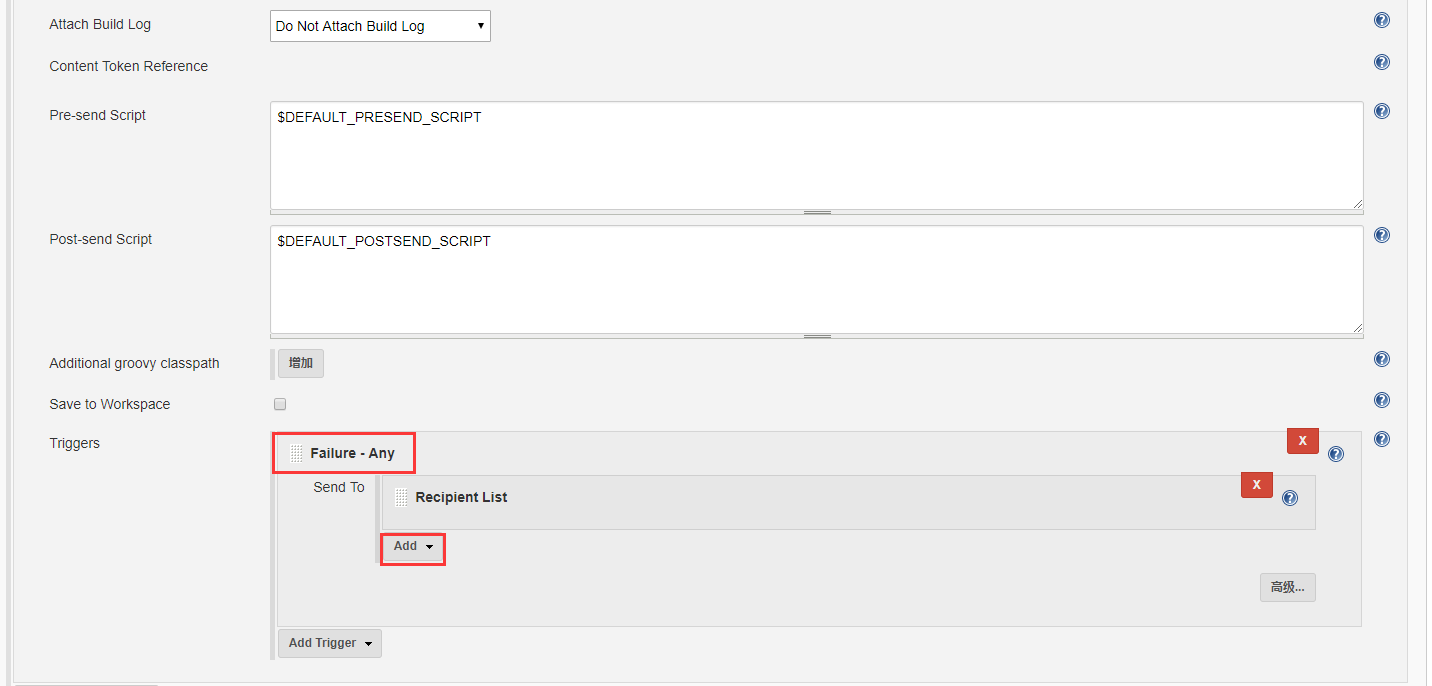 Attach Build Log
Do Not Attach Build Log
Content Token Reference
Pre-send Script
$DEFAULT_PRESEND_SCRIPT
Post-send Script
$DEFAULT_POSTSEND_SCRIPT
Additional groovy classpath
增加
Save to Workspace
Triggers
Failure - Any
X
Send To
Recipient List
X
Add
高级...
Add Trigger